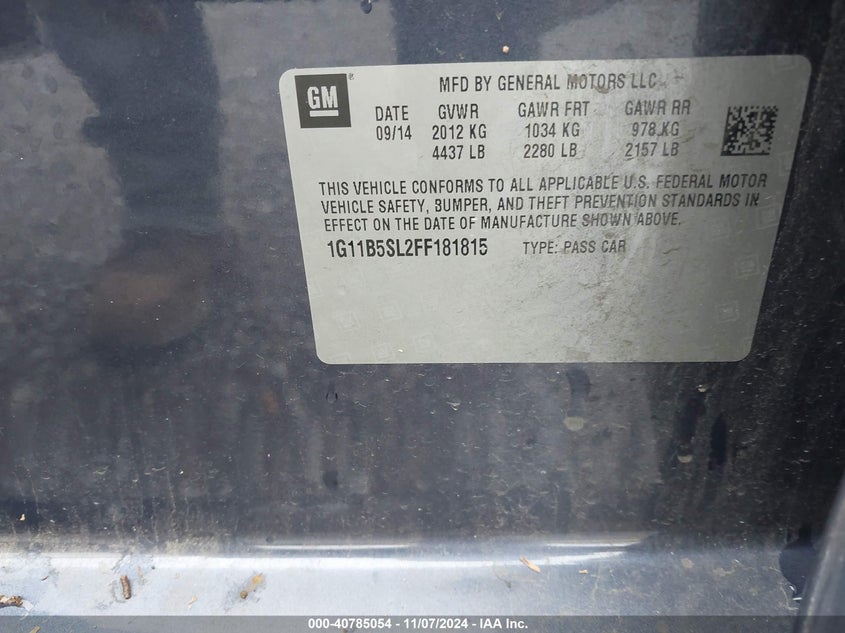 GM ®
MFD BY GENERAL MOTORS LLC
DATE GVWR GAWR FRT GAWR RR
09/14 2012 KG 1034 KG 978 KG
4437 LB 2280 LB 2157 LB
THIS VEHICLE CONFORMS TO ALL APPLICABLE U.S. FEDERAL MOTOR
VEHICLE SAFETY, BUMPER, AND THEFT PREVENTION STANDARDS IN
EFFECT ON THE DATE OF MANUFACTURE SHOWN ABOVE.
1G11B5SL2FF181815 TYPE: PASS CAR
000-40785054 - 11/07/2024 - IAA Inc.